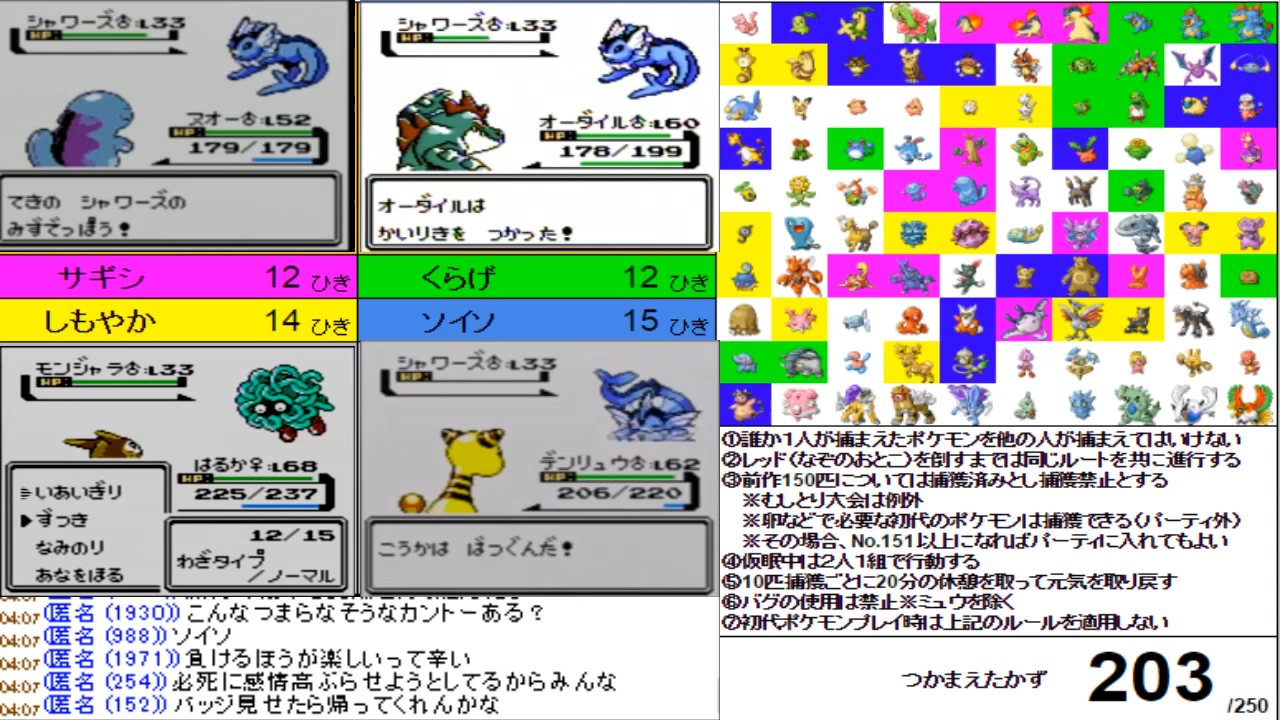 シャワーズ♂:L33
HP:
ヌオー♂:L52
HP:
179/179
てきの シャワーズの
みずでっぽう!
シャワーズ♂:L33
HP:
オーダイル♂:L60
HP:
178/199
オーダイルは
かいりきを つかった!
サギシ 12 ひき
くらげ 12 ひき
しもやか 14 ひき
ソイソ 15 ひき
モンジャラ♂:L33
HP:
はるか♀:L68
HP:
225/237
いあいぎり
▶ずつき
なみのり
あなをほる
12/15
わざタイプ
/ノーマル
シャワーズ♂:L33
HP:
デンリュウ♂:L62
HP:
206/220
こうかは ばつぐんだ!
04:07 (匿名 (1930)) こんなつまらなそうなカントーある?
04:07 (匿名 (988)) ソイソ
04:07 (匿名 (1971)) 負けるほうが楽しいって辛い
04:07 (匿名 (254)) 必死に感情高ぶらせようとしてるからみんな
04:07 (匿名 (152)) バッジ見せたら帰ってくれんかな
①誰か1人が捕まえたポケモンを他の人が捕まえてはいけない
②レッド(なぞのおとこ)を倒すまでは同じルートを共に進行する
③前作150匹については捕獲済みとし捕獲禁止とする
※むしとり大会は例外
※卵などで必要な初代のポケモンは捕獲できる(パーティ外)
※その場合、No.151以上になればパーティに入れてもよい
④仮眠中は2人1組で行動する
⑤10匹捕獲ごとに20分の休憩を取って元気を取り戻す
⑥バグの使用は禁止※ミュウを除く
⑦初代ポケモンプレイ時は上記のルールを適用しない
つかまえたかず 203 /250